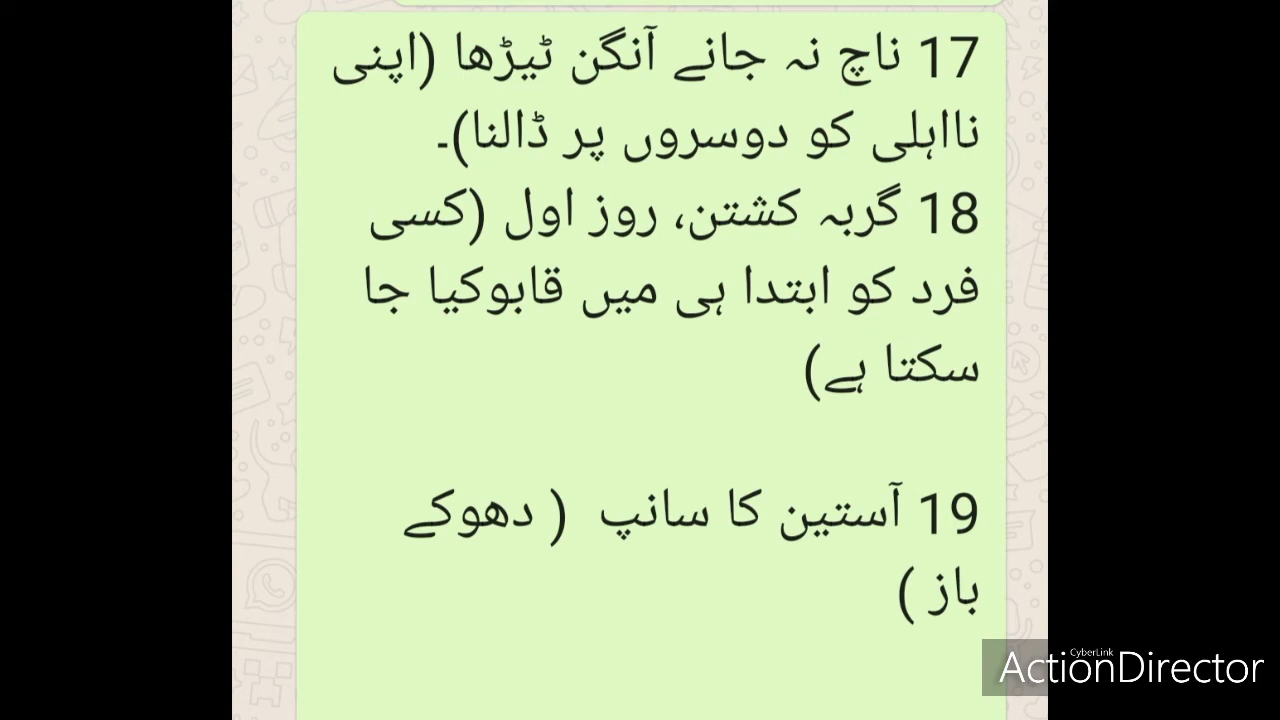 17 ناچ نہ جانے آنگن ٹیڑھا (اپنی
نااہلی کو دوسروں پر ڈالنا)۔
18 گربہ کشتن، روز اول (کسی
فرد کو ابتدا ہی میں قابوکیا جا
سکتا ہے)
19 آستین کا سانپ ( دھوکے
باز )
CyberLink
ActionDirector